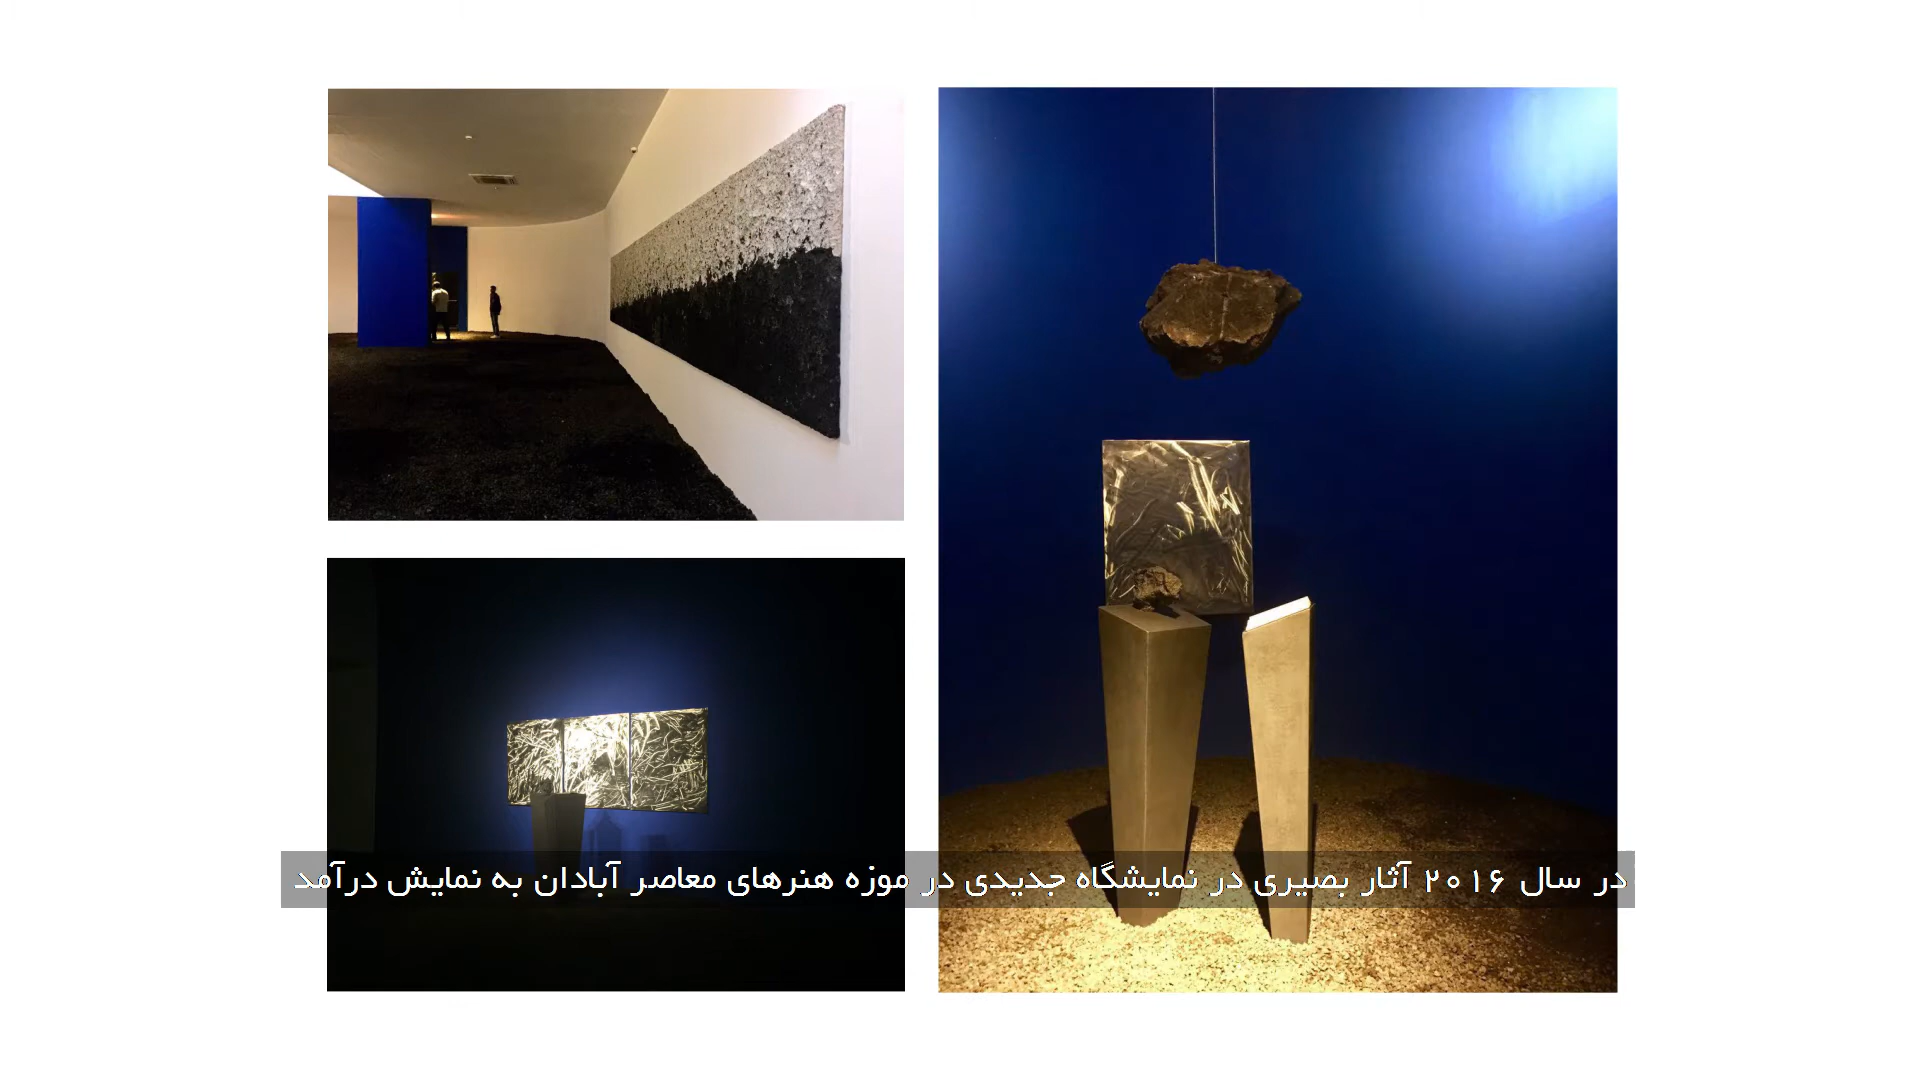 در سال ۲۰۱۶ آثار بصیری در نمایشگاه جدیدی در موزه هنرهای معاصر آبادان به نمایش درآمد